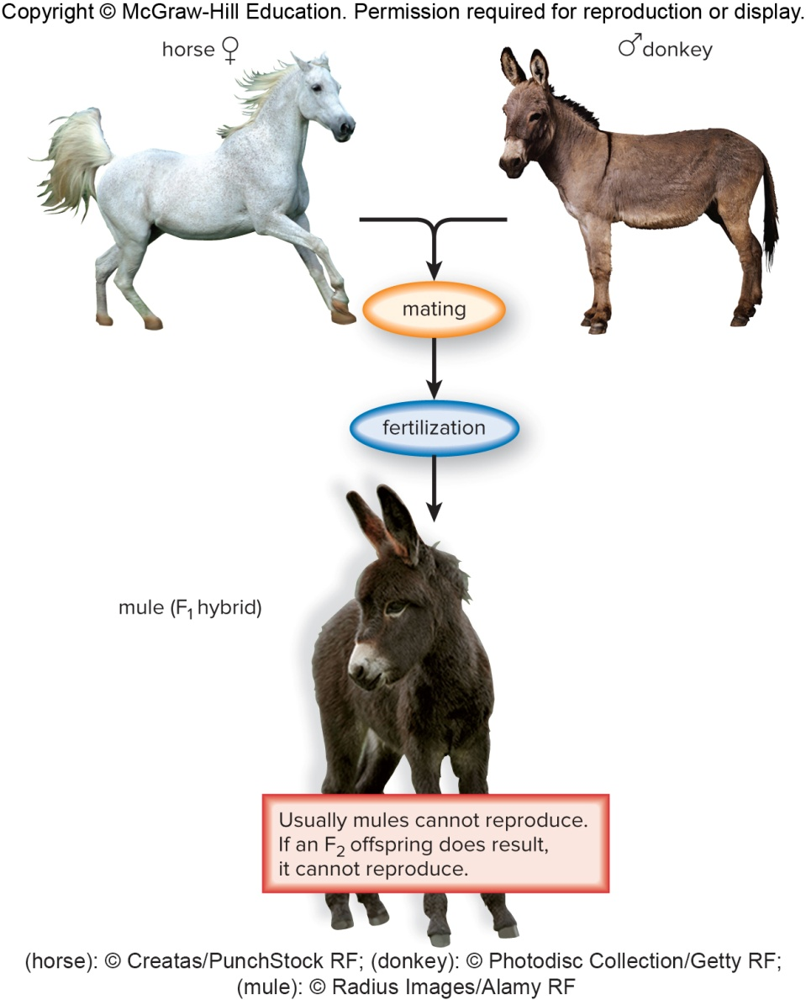 Copyright © McGraw-Hill Education. Permission required for reproduction or display.
horse ♀
♂ donkey
mating
fertilization
mule (F₁ hybrid)
Usually mules cannot reproduce.
If an F₂ offspring does result,
it cannot reproduce.
(horse): © Creatas/PunchStock RF; (donkey): © Photodisc Collection/Getty RF;
(mule): © Radius Images/Alamy RF